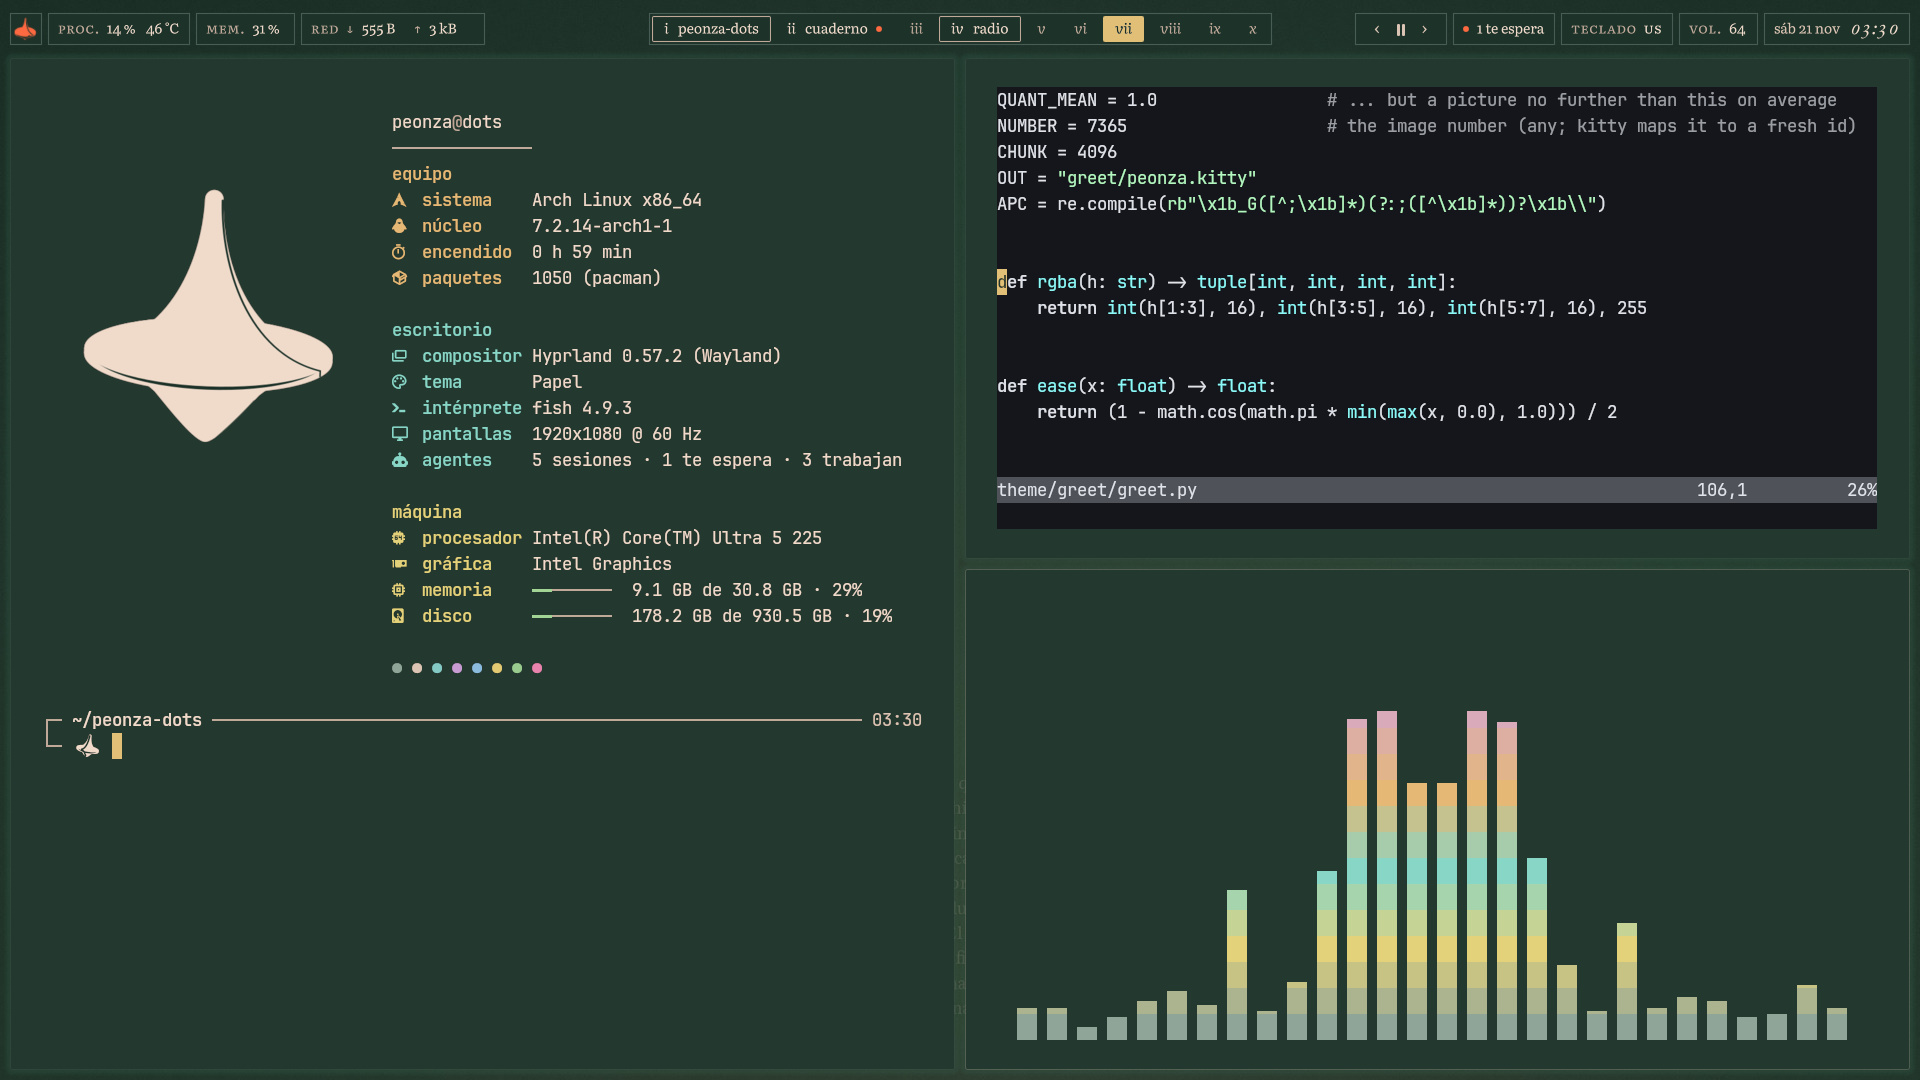 PROC. 14 % 46 °C MEM. 31 % RED ↓ 555 B ↑ 3 kB
i peonza-dots ii cuaderno iii iv radio v vi vii viii ix x
1 te espera TECLADO US VOL. 64 sáb 21 nov 03:30
peonza@dots
equipo
sistema Arch Linux x86_64
núcleo 7.2.14-arch1-1
encendido 0 h 59 min
paquetes 1050 (pacman)
escritorio
compositor Hyprland 0.57.2 (Wayland)
tema Papel
intérprete fish 4.9.3
pantallas 1920x1080 @ 60 Hz
agentes 5 sesiones · 1 te espera · 3 trabajan
máquina
procesador Intel(R) Core(TM) Ultra 5 225
gráfica Intel Graphics
memoria 9.1 GB de 30.8 GB · 29%
disco 178.2 GB de 930.5 GB · 19%
~/peonza-dots 03:30
QUANT_MEAN = 1.0 # ... but a picture no further than this on average
NUMBER = 7365 # the image number (any; kitty maps it to a fresh id)
CHUNK = 4096
OUT = "greet/peonza.kitty"
APC = re.compile(rb"\x1b_G([^;\x1b]*)(?:;([^\x1b]*))?\x1b\\")
def rgba(h: str) -> tuple[int, int, int, int]:
return int(h[1:3], 16), int(h[3:5], 16), int(h[5:7], 16), 255
def ease(x: float) -> float:
return (1 - math.cos(math.pi * min(max(x, 0.0), 1.0))) / 2
theme/greet/greet.py 106,1 26%